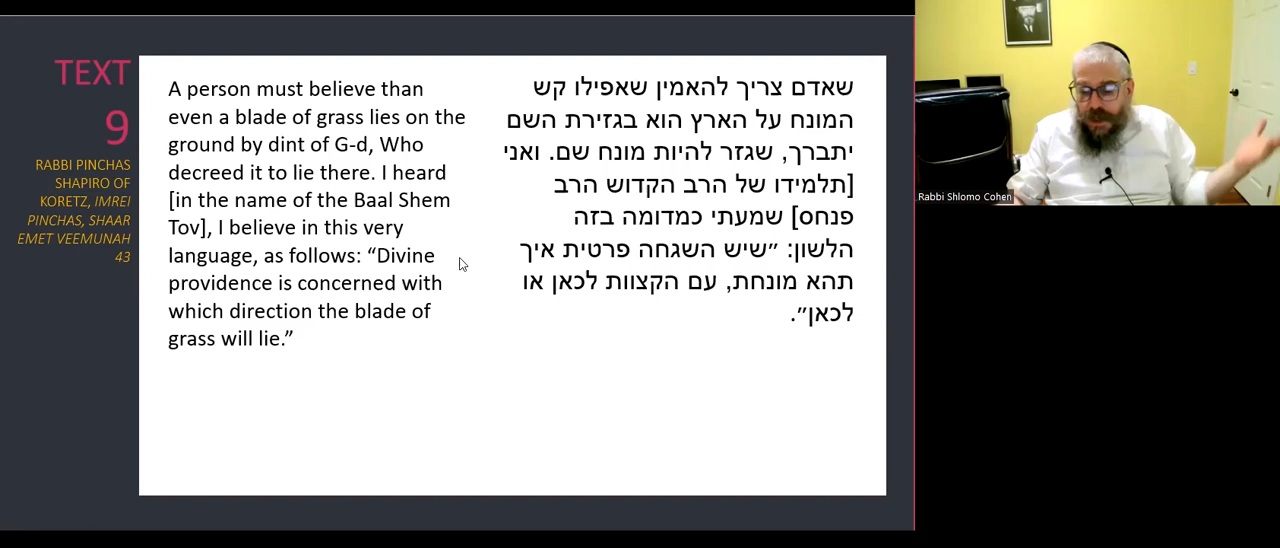 TEXT
9
RABBI PINCHAS
SHAPIRO OF
KORETZ, IMREI
PINCHAS, SHAAR
EMET VEEMUNAH
43
A person must believe than
even a blade of grass lies on the
ground by dint of G-d, Who
decreed it to lie there. I heard
[in the name of the Baal Shem
Tov], I believe in this very
language, as follows: “Divine
providence is concerned with
which direction the blade of
grass will lie.”
שאדם צריך להאמין שאפילו קש
המונח על הארץ הוא בגזירת השם
יתברך, שגזר להיות מונח שם. ואני
[תלמידו של הרב הקדוש הרב
פנחס] שמעתי כמדומה בזה
הלשון: ״שיש השגחה פרטית איך
תהא מונחת, עם הקצוות לכאן או
לכאן״.
Rabbi Shlomo Cohen